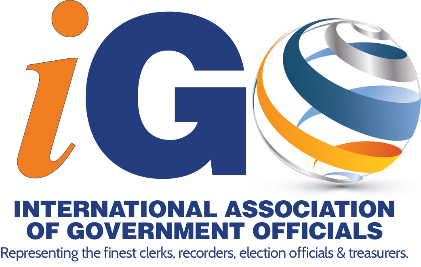 iGO
INTERNATIONAL ASSOCIATION
OF GOVERNMENT OFFICIALS
Representing the finest clerks, recorders, election officials & treasurers.